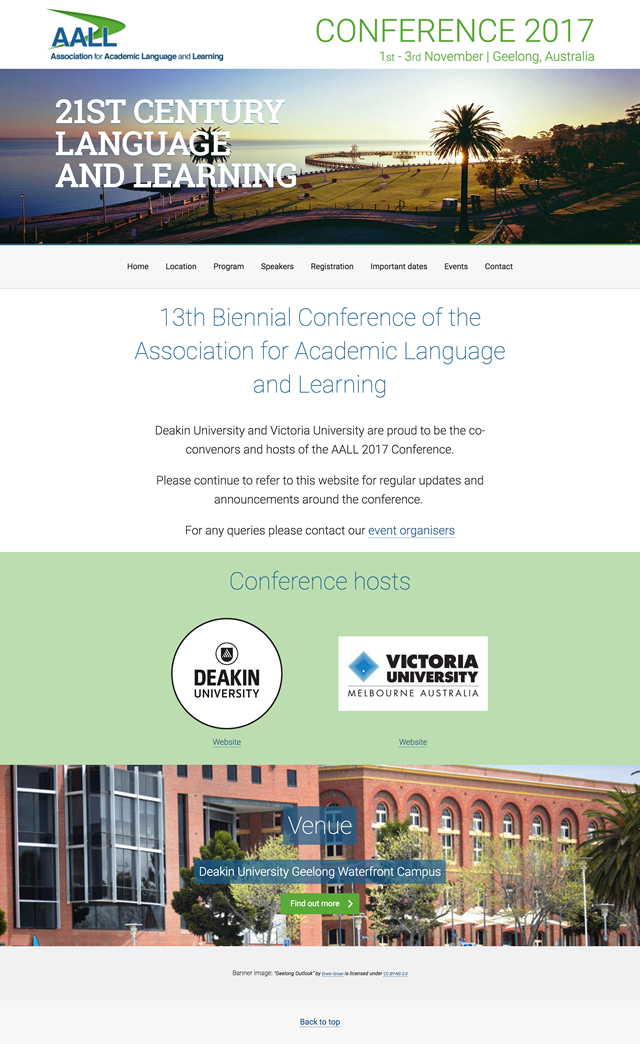 AALL
Association for Academic Language and Learning
CONFERENCE 2017
1st - 3rd November | Geelong, Australia
21ST CENTURY
LANGUAGE
AND LEARNING
Home Location Program Speakers Registration Important dates Events Contact
13th Biennial Conference of the
Association for Academic Language
and Learning
Deakin University and Victoria University are proud to be the co-
convenors and hosts of the AALL 2017 Conference.
Please continue to refer to this website for regular updates and
announcements around the conference.
For any queries please contact our event organisers
Conference hosts
DEAKIN
UNIVERSITY
VICTORIA
UNIVERSITY
MELBOURNE AUSTRALIA
Website Website
Venue
Deakin University Geelong Waterfront Campus
Find out more
Banner image: "Geelong Outlook" by is licensed under CC BY-ND 2.0
Back to top